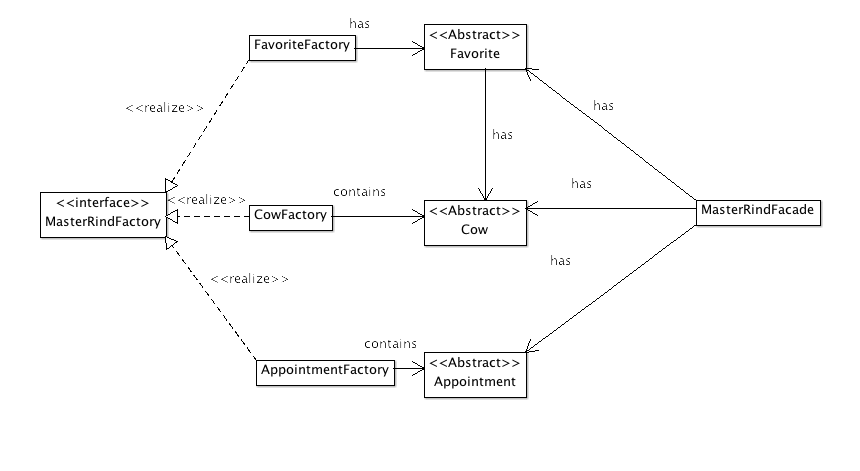 has
FavoriteFactory
<<Abstract>>
Favorite
<<realize>>
has
has
<<interface>>
MasterRindFactory
<<realize>>
CowFactory
contains
<<Abstract>>
Cow
has
MasterRindFacade
has
<<realize>>
contains
AppointmentFactory
<<Abstract>>
Appointment